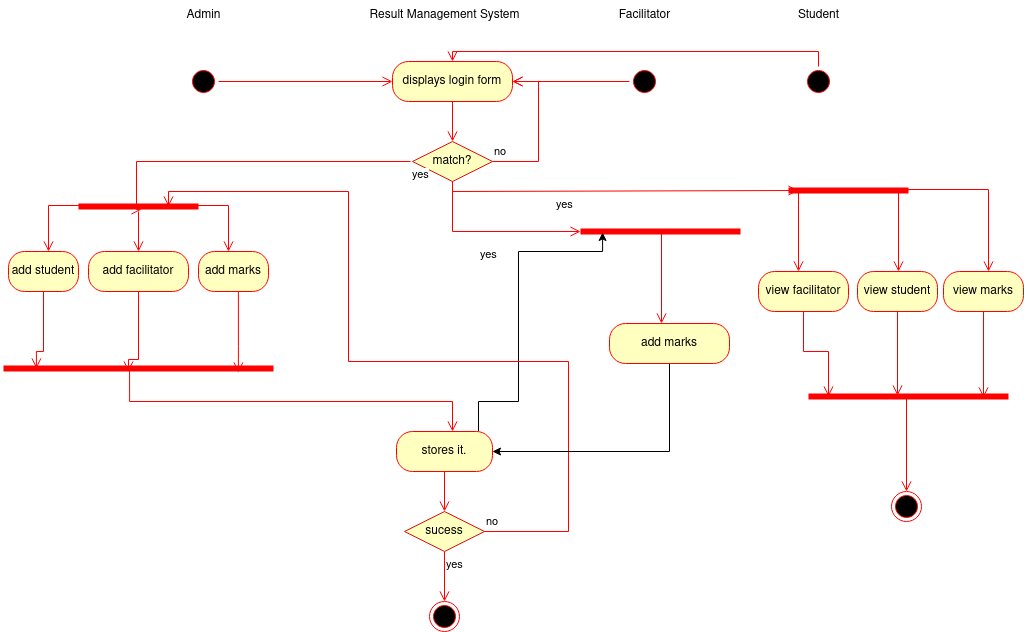 Admin
Result Management System
Facilitator
Student
displays login form
match?
no
yes
yes
yes
add student
add facilitator
add marks
view facilitator
view student
view marks
add marks
stores it.
sucess
no
yes